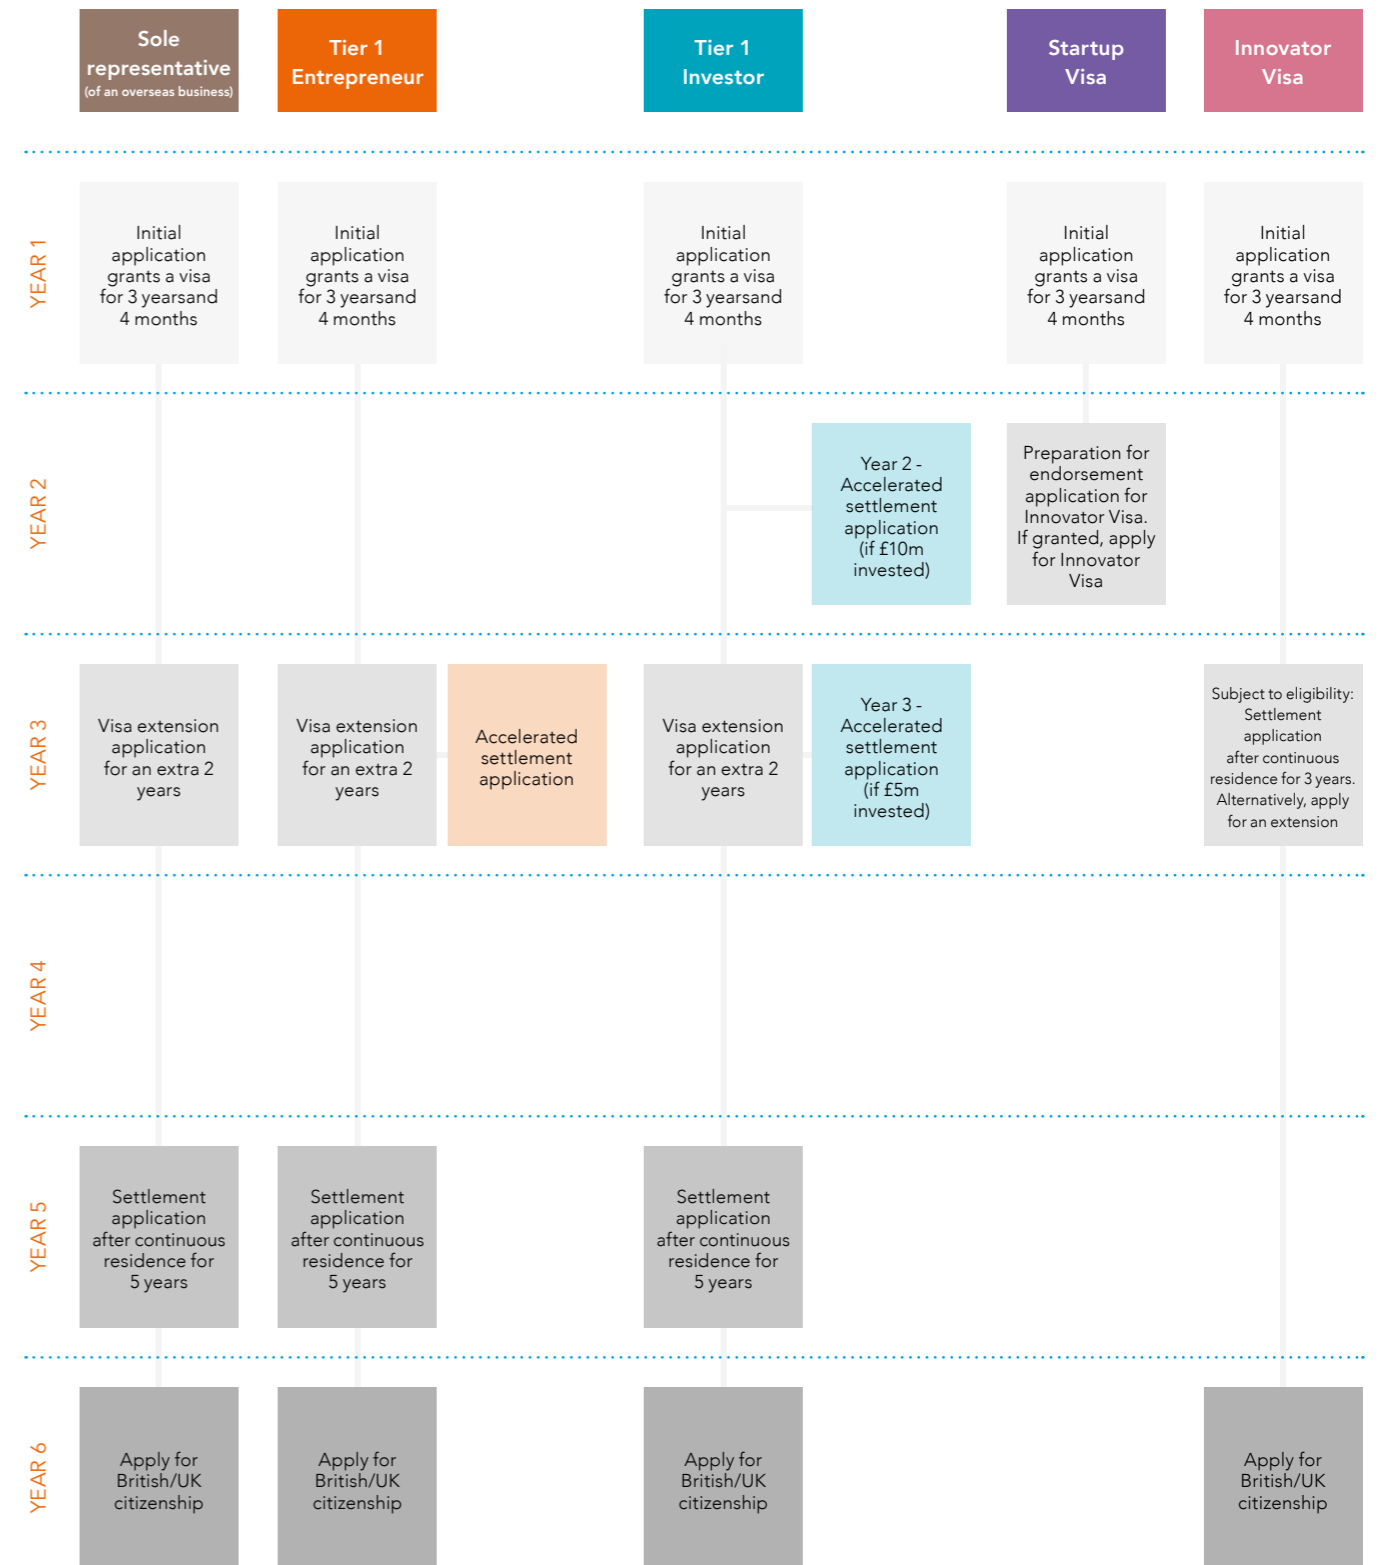 Sole
representative
(of an overseas business)
Tier 1
Entrepreneur
Tier 1
Investor
Startup
Visa
Innovator
Visa
YEAR 1
Initial
application
grants a visa
for 3 yearsand
4 months
Initial
application
grants a visa
for 3 yearsand
4 months
Initial
application
grants a visa
for 3 yearsand
4 months
Initial
application
grants a visa
for 3 yearsand
4 months
Initial
application
grants a visa
for 3 yearsand
4 months
YEAR 2
Year 2 -
Accelerated
settlement
application
(if £10m
invested)
Preparation for
endorsement
application for
Innovator Visa.
If granted, apply
for Innovator
Visa
YEAR 3
Visa extension
application
for an extra 2
years
Visa extension
application
for an extra 2
years
Accelerated
settlement
application
Visa extension
application
for an extra 2
years
Year 3 -
Accelerated
settlement
application
(if £5m
invested)
Subject to eligibility:
Settlement
application
after continuous
residence for 3 years.
Alternatively, apply
for an extension
YEAR 4
YEAR 5
Settlement
application
after continuous
residence for
5 years
Settlement
application
after continuous
residence for
5 years
Settlement
application
after continuous
residence for
5 years
YEAR 6
Apply for
British/UK
citizenship
Apply for
British/UK
citizenship
Apply for
British/UK
citizenship
Apply for
British/UK
citizenship